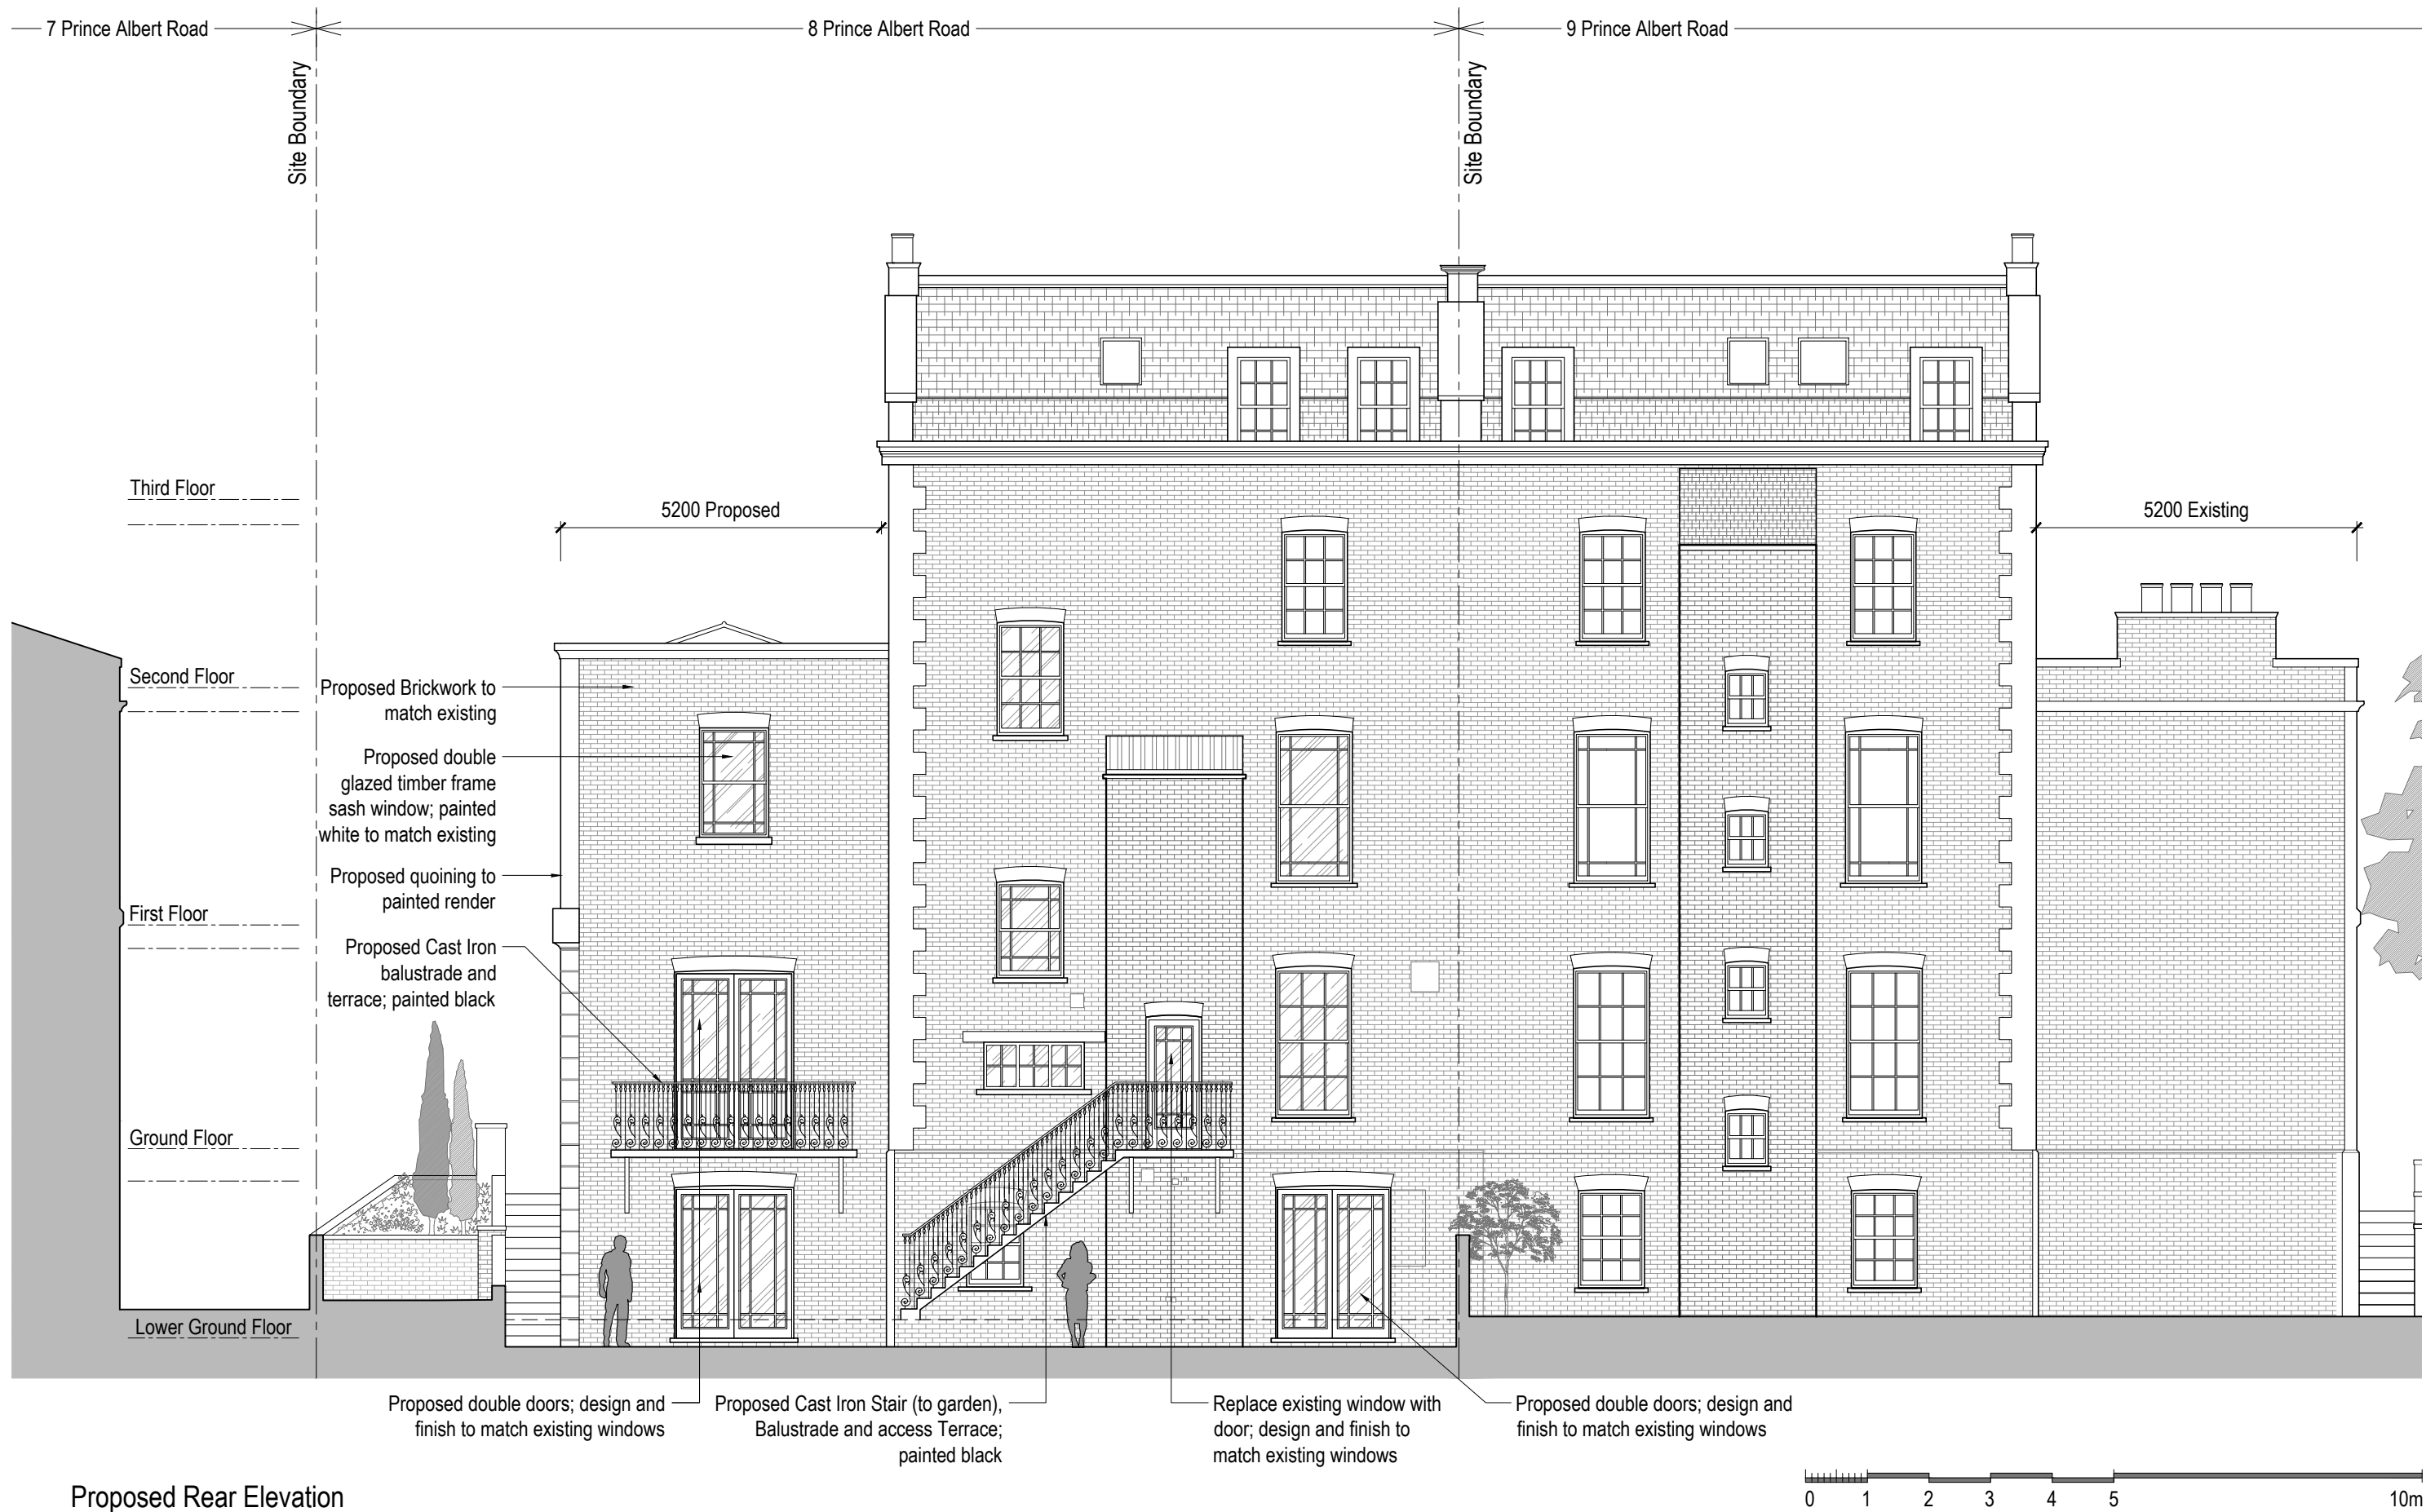 7 Prince Albert Road
8 Prince Albert Road
9 Prince Albert Road
Site Boundary
Site Boundary
Third Floor
5200 Proposed
5200 Existing
Second Floor
Proposed Brickwork to
match existing
Proposed double
glazed timber frame
sash window; painted
white to match existing
Proposed quoining to
painted render
First Floor
Proposed Cast Iron
balustrade and
terrace; painted black
Ground Floor
Lower Ground Floor
Proposed double doors; design and
finish to match existing windows
Proposed Cast Iron Stair (to garden),
Balustrade and access Terrace;
painted black
Replace existing window with
door; design and finish to
match existing windows
Proposed double doors; design and
finish to match existing windows
Proposed Rear Elevation
0 1 2 3 4 5 10m